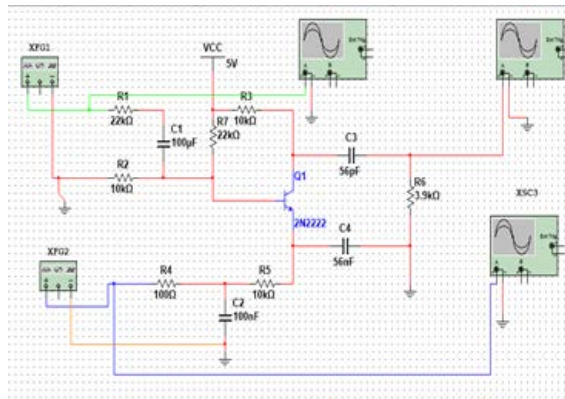 XFG1
VCC
5V
R1
22kΩ
R3
10kΩ
C1
100µF
R7
22kΩ
R2
10kΩ
C3
56pF
Q1
2N2222
R6
3.9kΩ
XSC3
C4
56nF
XFG2
R4
100Ω
R5
10kΩ
C2
100nF